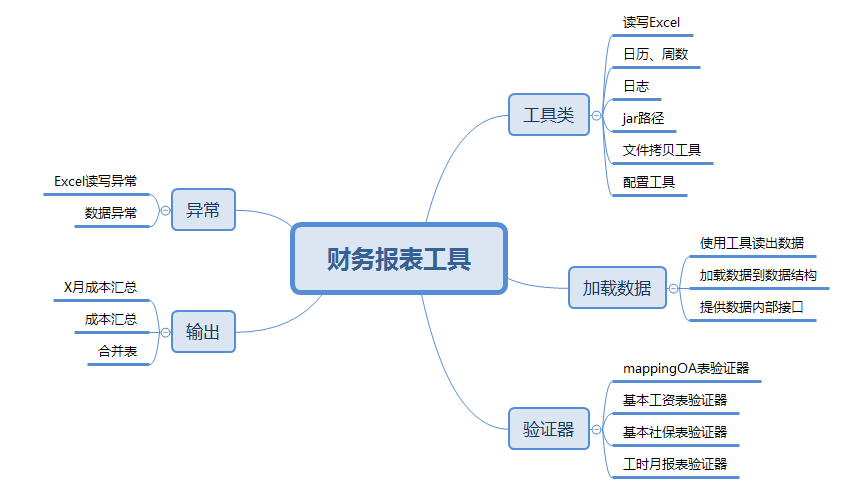 财务报表工具
工具类
读写Excel
日历、周数
日志
jar路径
文件拷贝工具
配置工具
加载数据
使用工具读出数据
加载数据到数据结构
提供数据内部接口
验证器
mappingOA表验证器
基本工资表验证器
基本社保表验证器
工时月报表验证器
异常
Excel读写异常
数据异常
输出
X月成本汇总
成本汇总
合并表